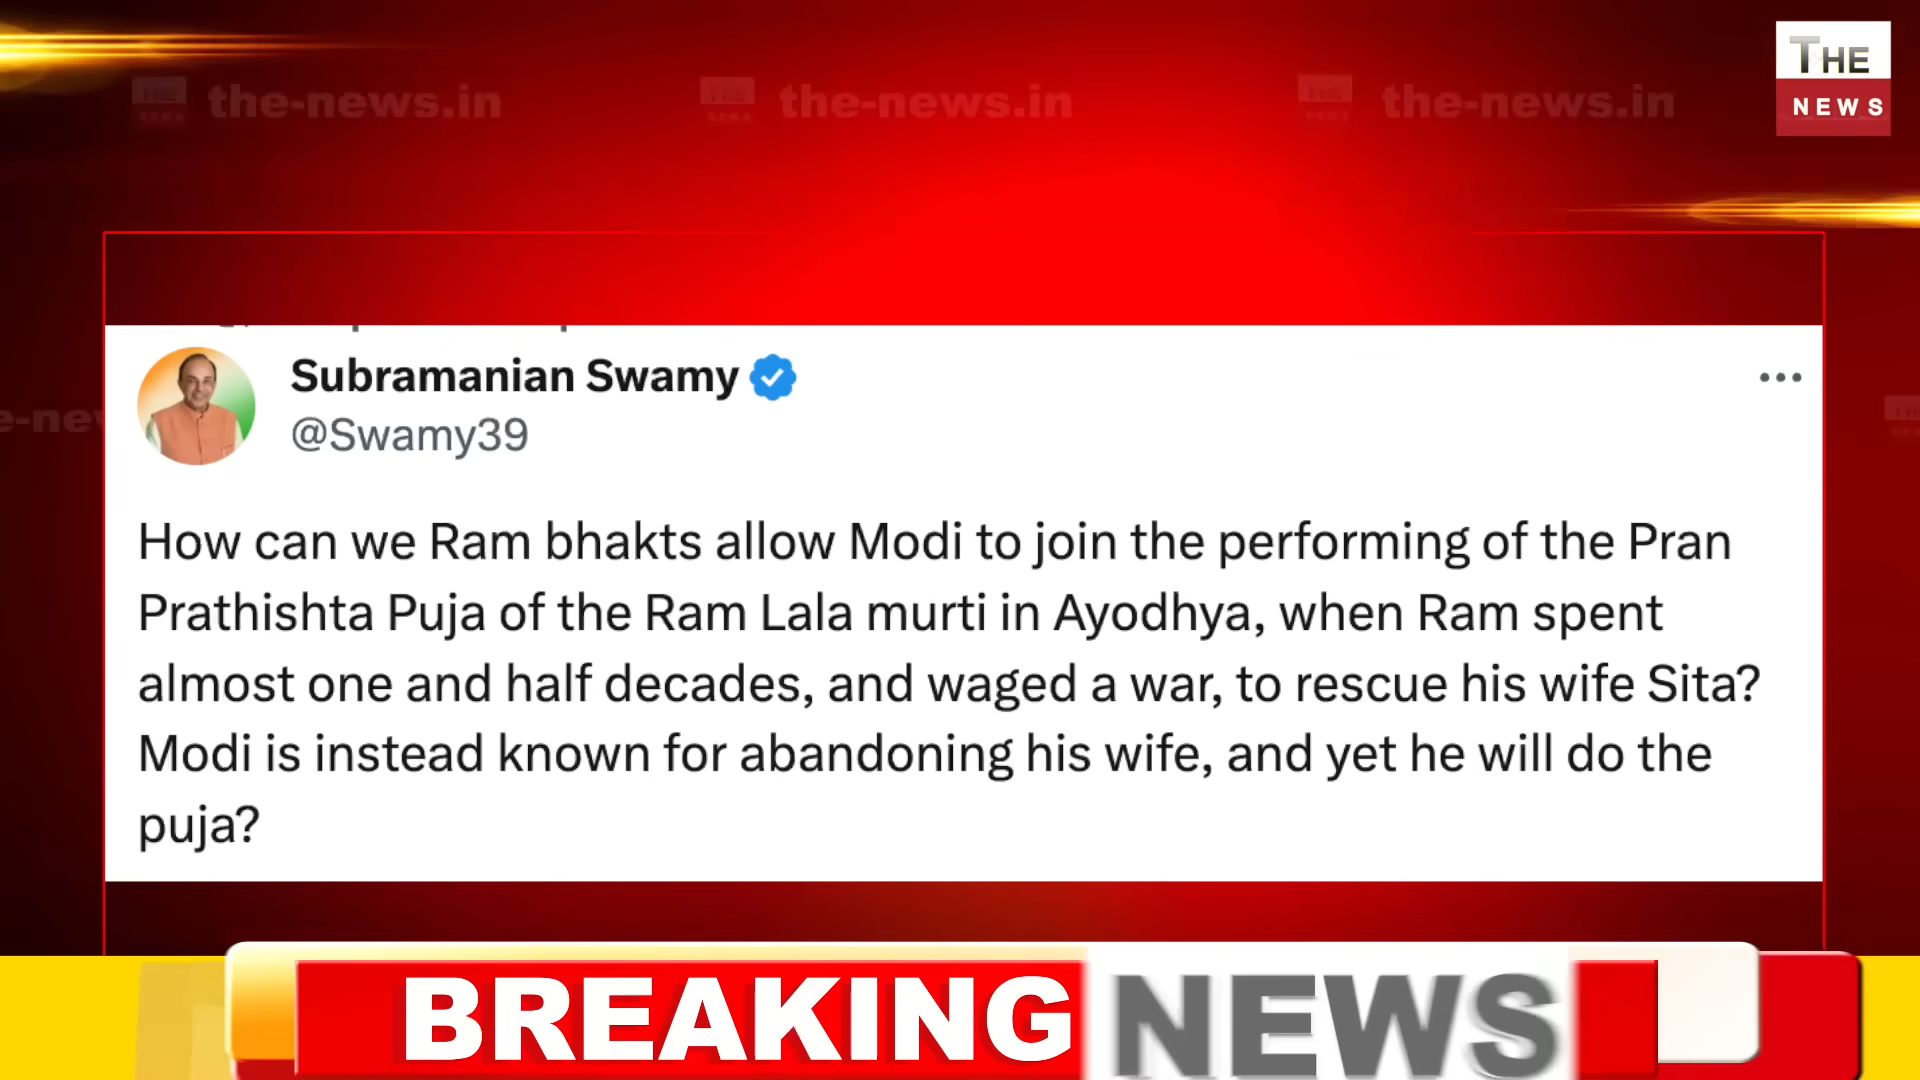 THE
NEWS
the-news.in
the-news.in
the-news.in
Subramanian Swamy
@Swamy39
How can we Ram bhakts allow Modi to join the performing of the Pran
Prathishta Puja of the Ram Lala murti in Ayodhya, when Ram spent
almost one and half decades, and waged a war, to rescue his wife Sita?
Modi is instead known for abandoning his wife, and yet he will do the
puja?
BREAKING NEWS